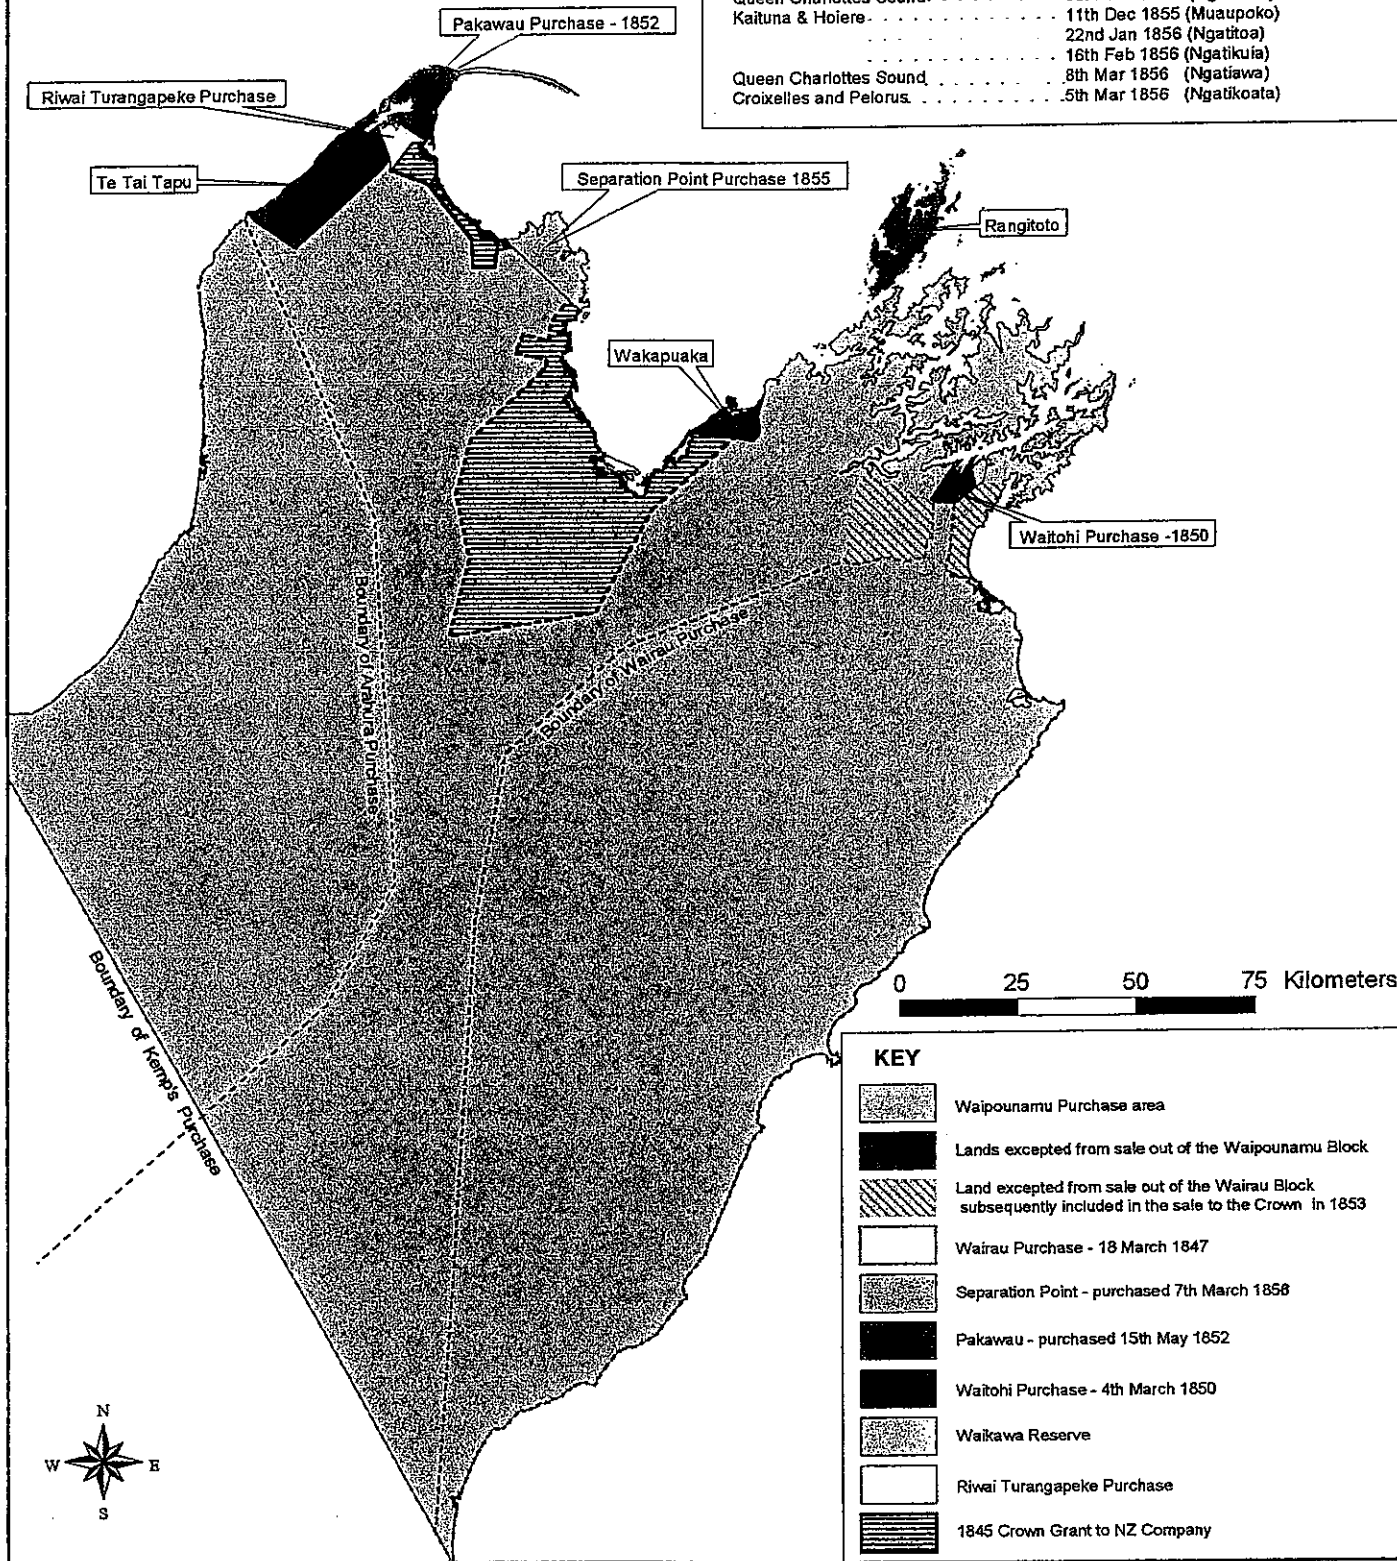 Pakawau Purchase - 1852
Kaituna & Hoiere 11th Dec 1855 (Muaupoko)
22nd Jan 1856 (Ngatitoa)
16th Feb 1856 (Ngatikuia)
Queen Charlottes Sound 8th Mar 1856 (Ngatiawa)
Croixelles and Pelorus 5th Mar 1856 (Ngatikoata)
Riwai Turangapeke Purchase
Te Tai Tapu
Separation Point Purchase 1855
Rangitoto
Wakapuaka
Waitohi Purchase -1850
Boundary of Arahura Purchase
Boundary of Wairau Purchase
Boundary of Kemp's Purchase
0 25 50 75 Kilometers
KEY
Waipounamu Purchase area
Lands excepted from sale out of the Waipounamu Block
Land excepted from sale out of the Wairau Block
subsequently included in the sale to the Crown in 1853
Wairau Purchase - 18 March 1847
Separation Point - purchased 7th March 1856
Pakawau - purchased 15th May 1852
Waitohi Purchase - 4th March 1850
Waikawa Reserve
Riwai Turangapeke Purchase
1845 Crown Grant to NZ Company
N
W E
S